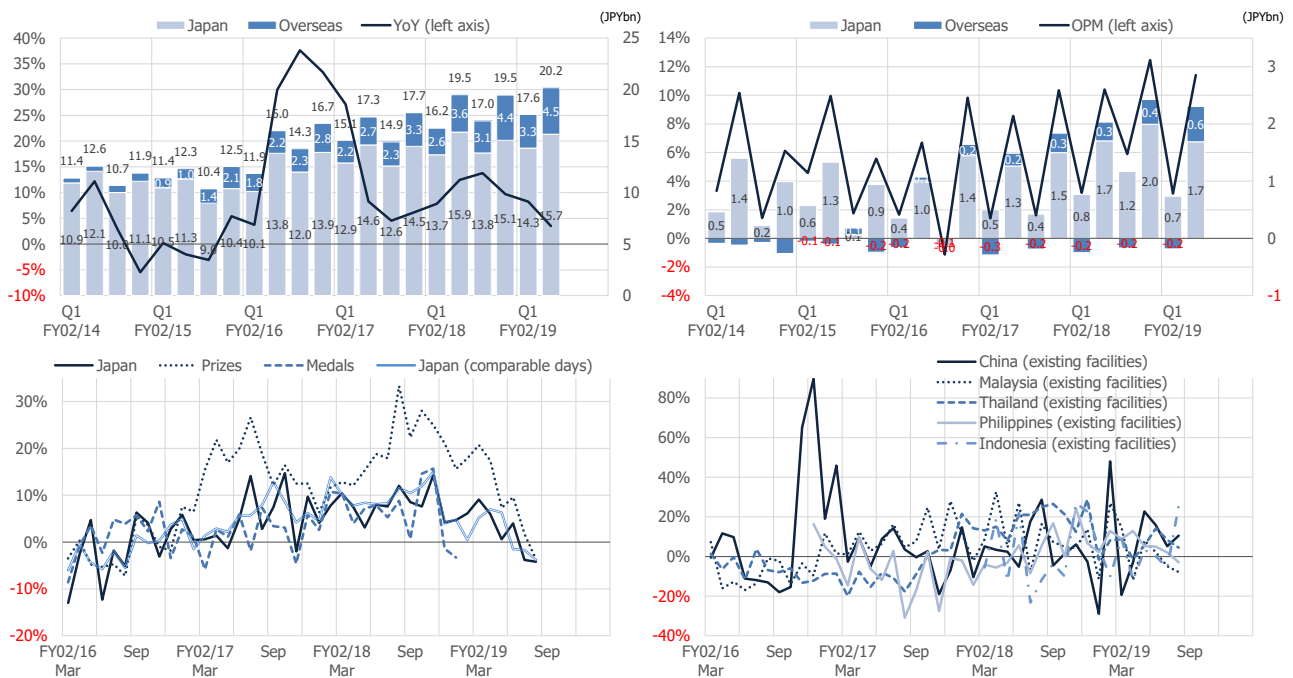 Japan Overseas YoY (left axis)
(JPYbn)
40%
35%
30%
25%
20%
15%
10%
5%
0%
-5%
-10%
25
20
15
10
5
0
11.4 12.6 10.7 11.9 11.4 12.3 10.4 12.5 11.9 15.0 14.3 16.7 15.1 17.3 14.9 17.7 16.2 19.5 17.0 19.5 17.6 20.2
0.9 1.0 1.4 2.1 1.8 2.2 2.3 2.8 2.2 2.7 2.3 3.3 2.6 3.6 3.1 4.4 3.3 4.5
10.9 12.1 11.1 10.5 11.3 9.0 10.4 10.1 13.8 12.0 13.9 12.9 14.6 12.6 14.5 13.7 15.9 13.8 15.1 14.3 15.7
Q1 Q1 Q1 Q1 Q1 Q1
FY02/14 FY02/15 FY02/16 FY02/17 FY02/18 FY02/19
Japan Overseas OPM (left axis)
(JPYbn)
14%
12%
10%
8%
6%
4%
2%
0%
-2%
-4%
3
2
1
0
-1
0.2 0.2 0.3 0.3 0.4 0.6
0.5 1.4 0.2 1.0 0.6 1.3 0.1 0.9 0.4 1.0 1.4 0.5 1.3 0.4 1.5 0.8 1.7 1.2 2.0 0.7 1.7
-0.1 -0.1 -0.2 -0.2 -0.1 -0.3 -0.2 -0.2 -0.2 -0.2
Q1 Q1 Q1 Q1 Q1 Q1
FY02/14 FY02/15 FY02/16 FY02/17 FY02/18 FY02/19
Japan Prizes Medals Japan (comparable days)
30%
20%
10%
0%
-10%
-20%
FY02/16 Sep FY02/17 Sep FY02/18 Sep FY02/19 Sep
Mar Mar Mar Mar
China (existing facilities)
Malaysia (existing facilities)
Thailand (existing facilities)
Philippines (existing facilities)
Indonesia (existing facilities)
80%
60%
40%
20%
0%
-20%
-40%
FY02/16 Sep FY02/17 Sep FY02/18 Sep FY02/19 Sep
Mar Mar Mar Mar